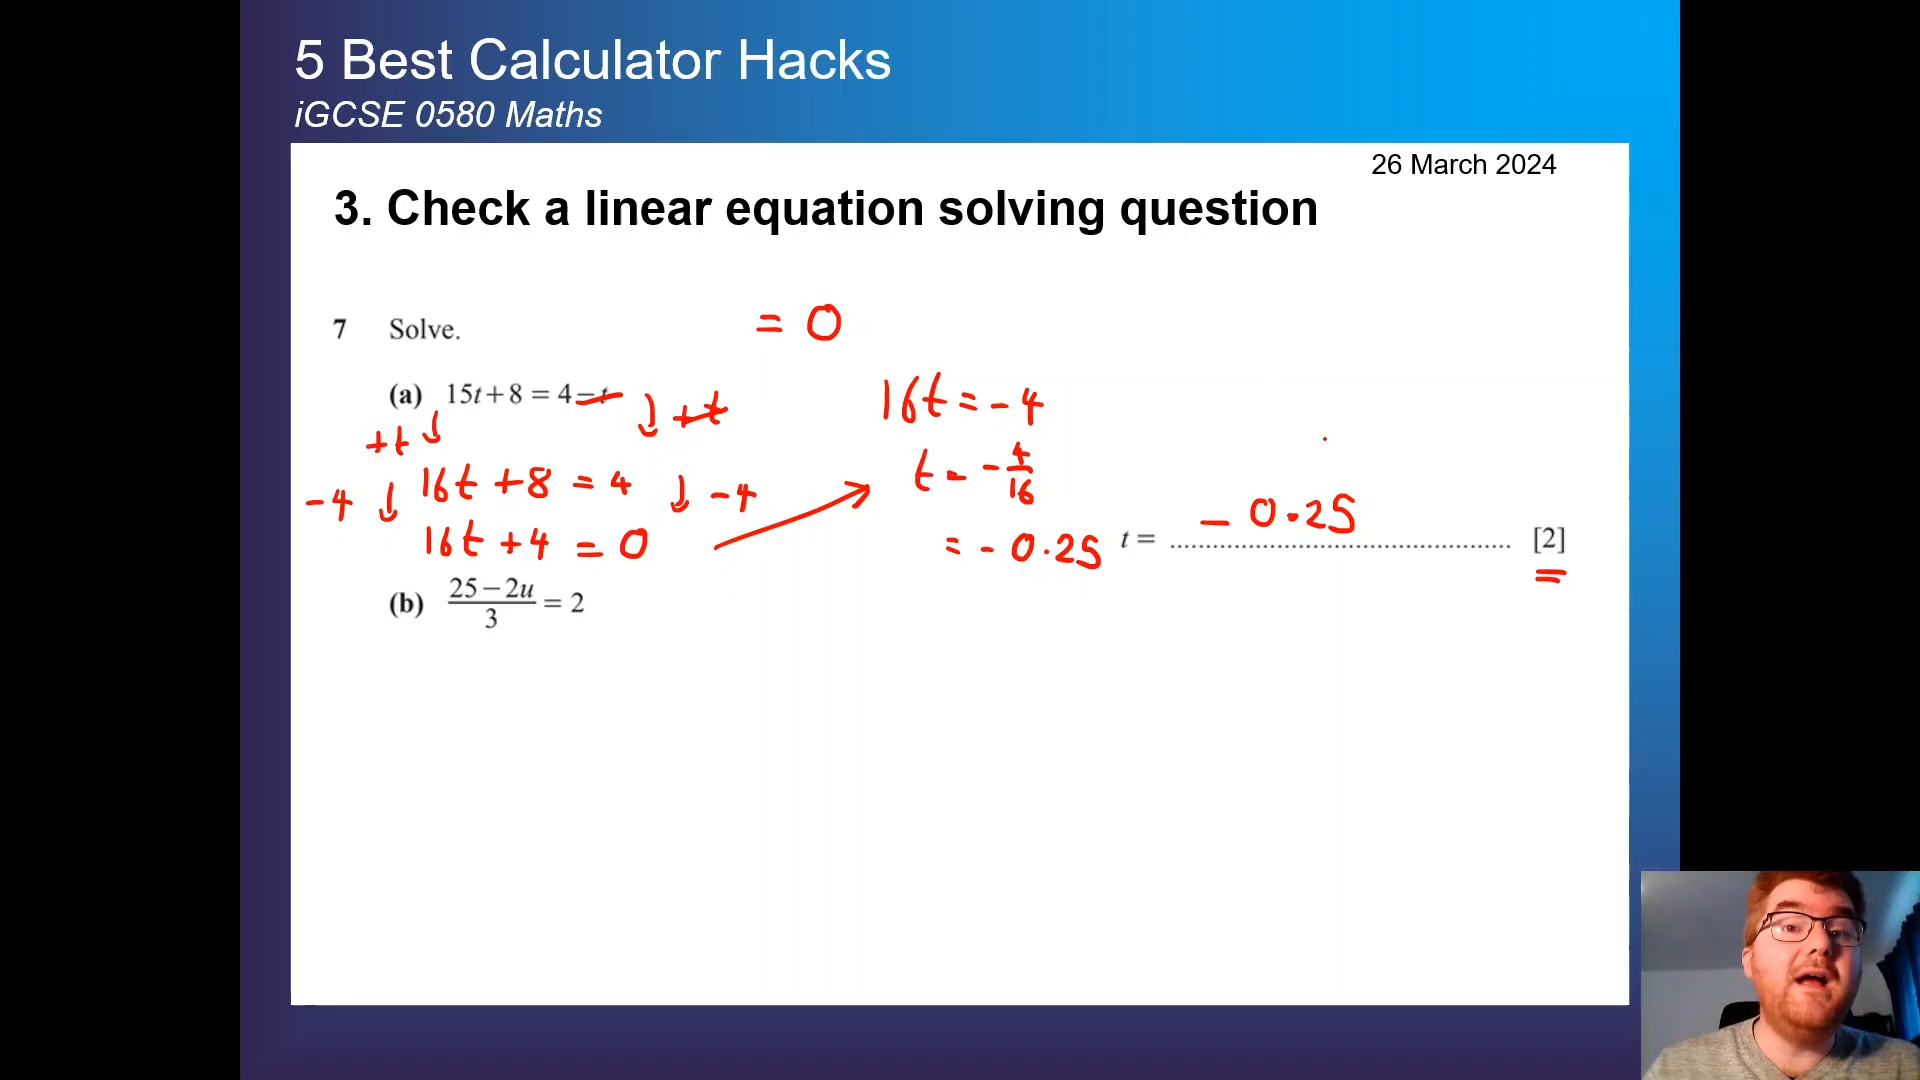 5 Best Calculator Hacks
iGCSE 0580 Maths
26 March 2024
3. Check a linear equation solving question
7 Solve.
= 0
(a) 15t + 8 = 4 − t ↓ +t
+t ↓
16t = -4
-4 ↓ 16t + 8 = 4 ↓ -4
t = -4/16
16t + 4 = 0
= -0.25
t = -0.25 [2]
(b) (25 − 2u)/3 = 2